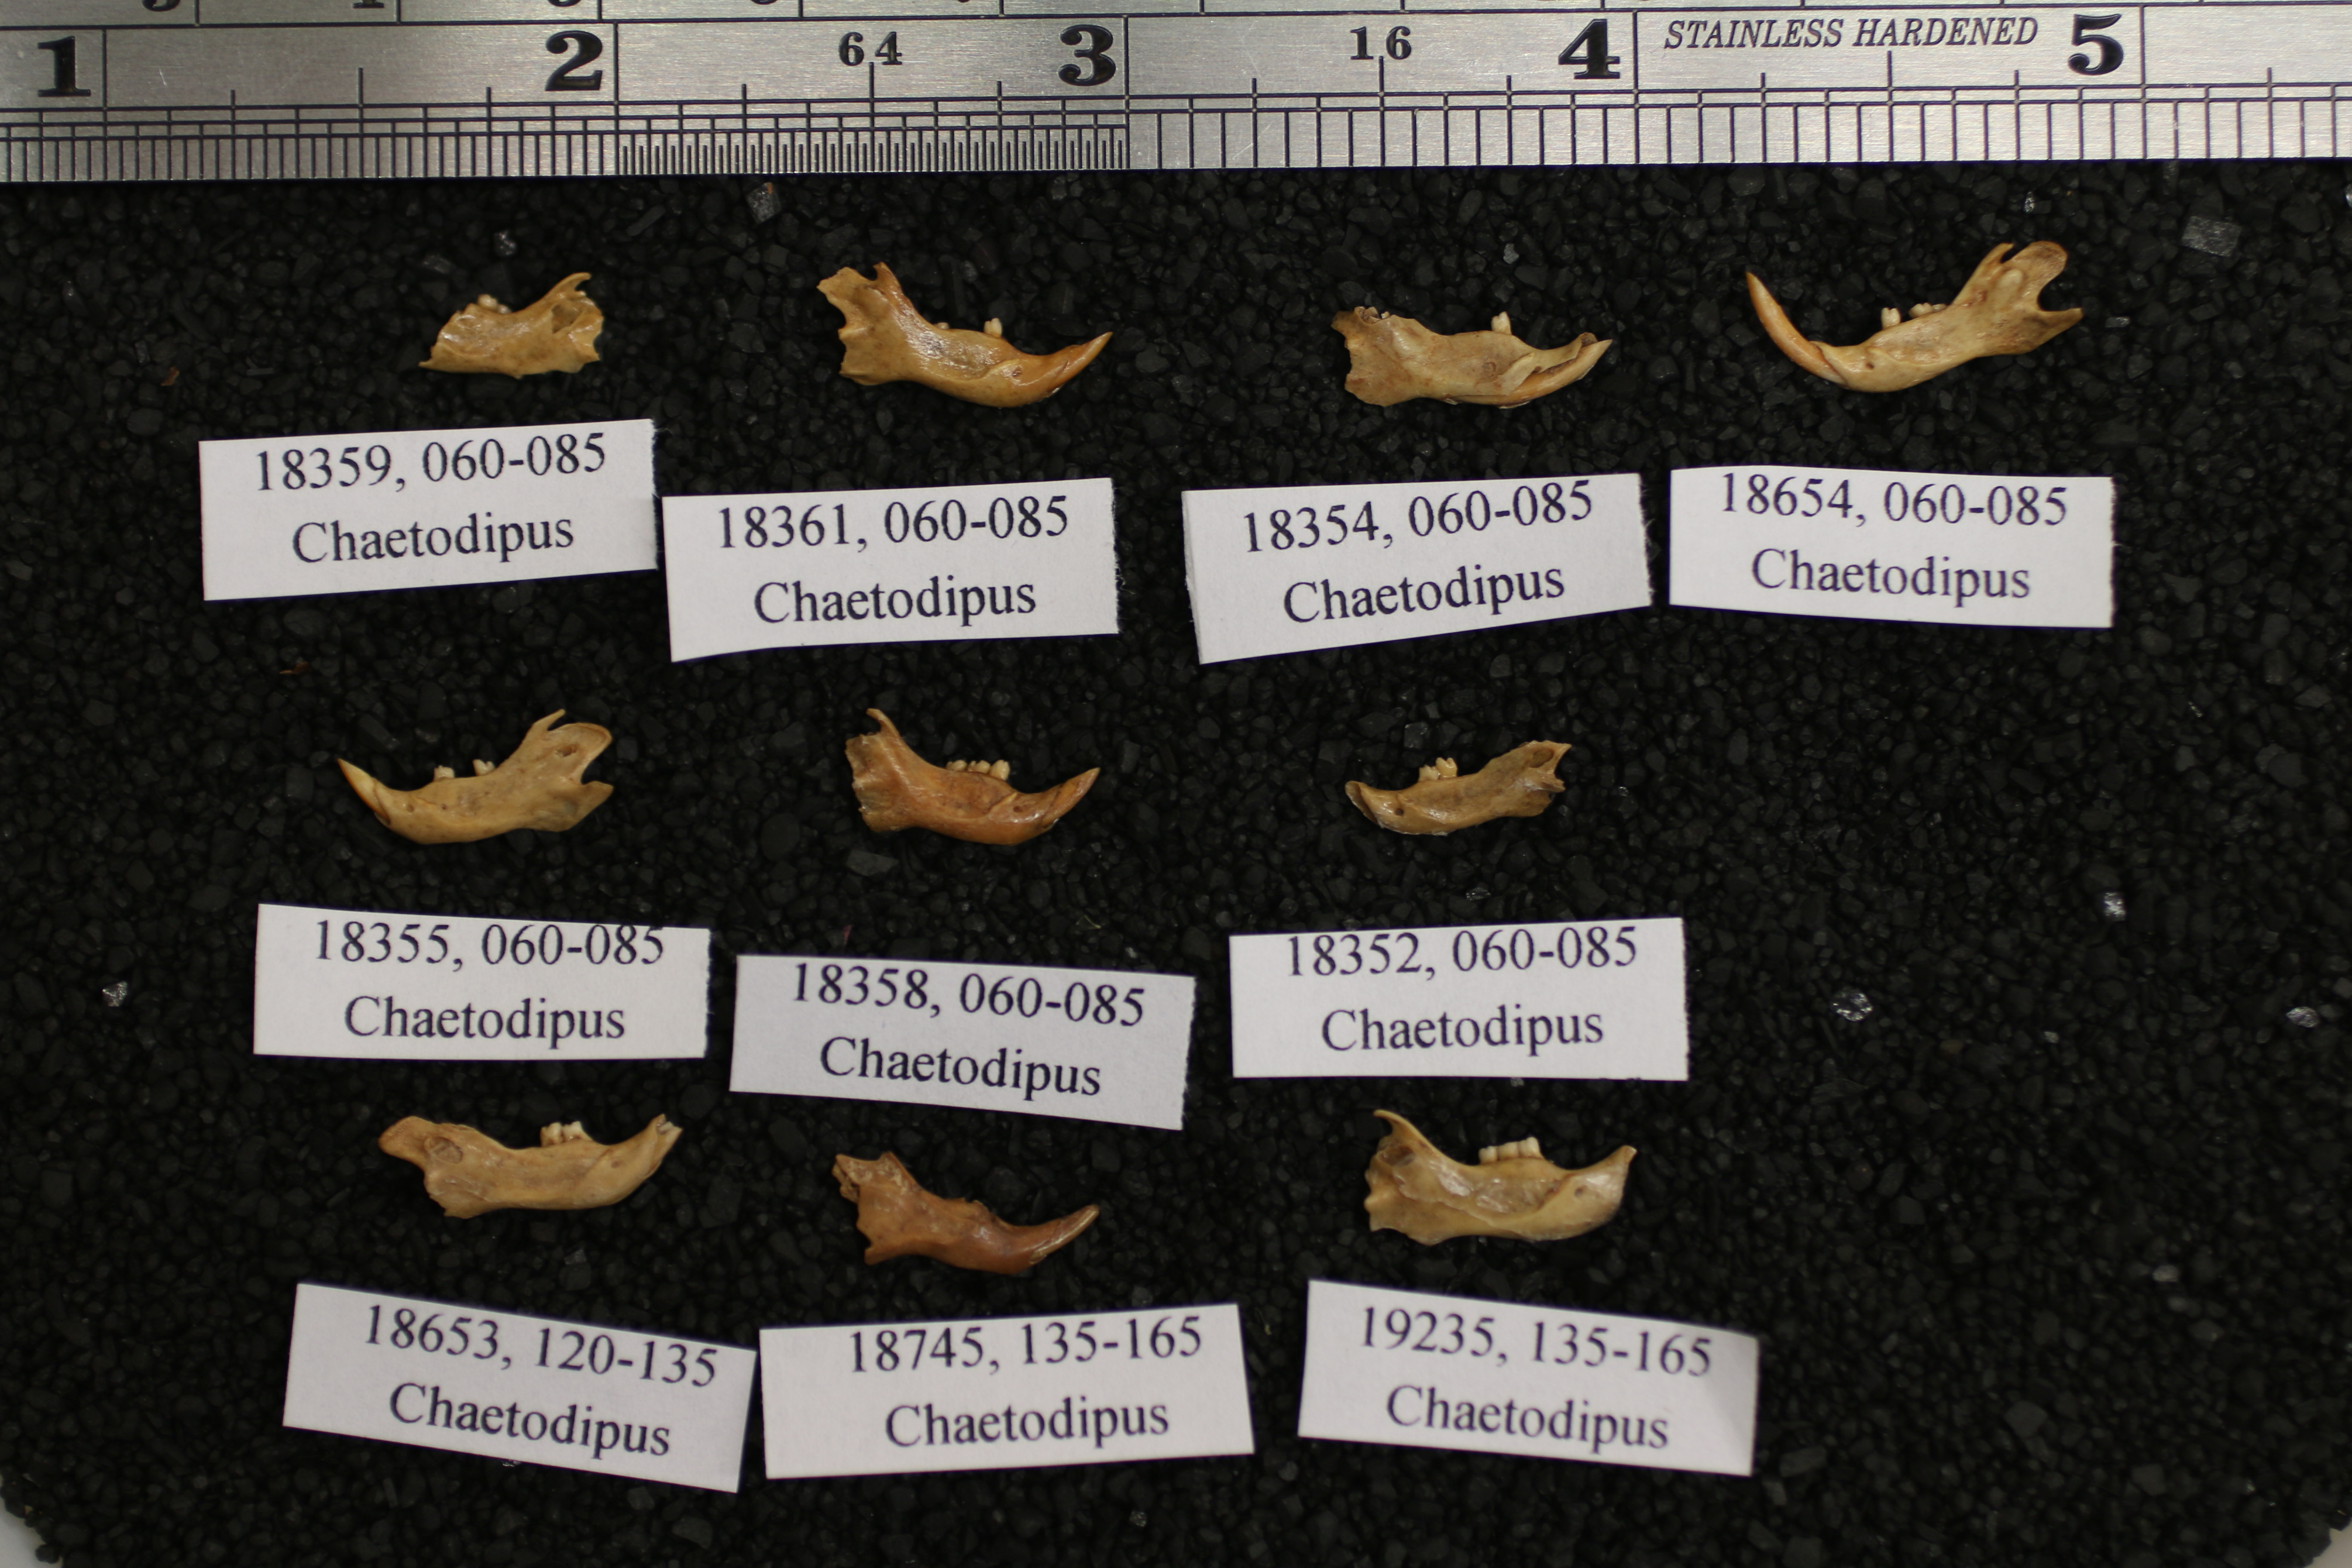 1 2 64 3 16 4 STAINLESS HARDENED 5
18359, 060-085
Chaetodipus
18361, 060-085
Chaetodipus
18354, 060-085
Chaetodipus
18654, 060-085
Chaetodipus
18355, 060-085
Chaetodipus
18358, 060-085
Chaetodipus
18352, 060-085
Chaetodipus
18653, 120-135
Chaetodipus
18745, 135-165
Chaetodipus
19235, 135-165
Chaetodipus